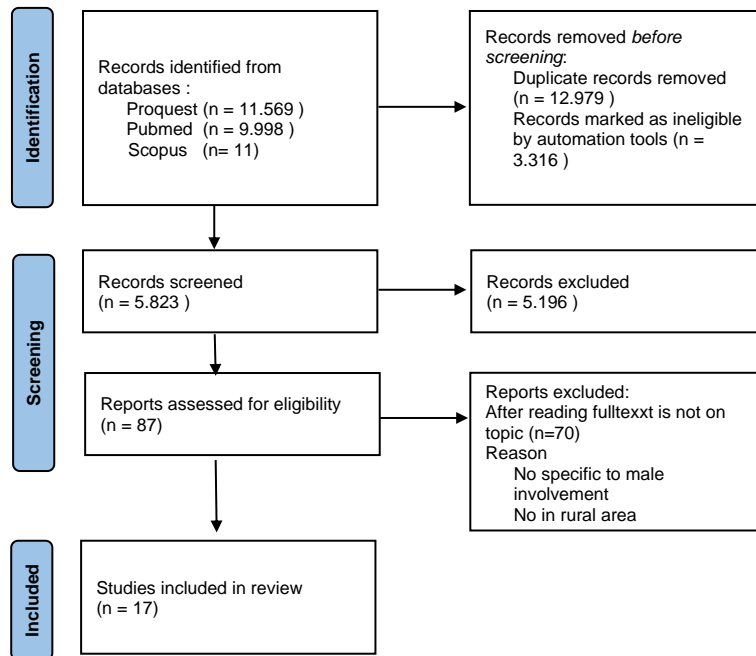 Identification
Records identified from
databases :
Proquest (n = 11.569 )
Pubmed (n = 9.998 )
Scopus (n= 11)
Records removed before
screening:
Duplicate records removed
(n = 12.979 )
Records marked as ineligible
by automation tools (n =
3.316 )
Screening
Records screened
(n = 5.823 )
Records excluded
(n = 5.196 )
Reports assessed for eligibility
(n = 87)
Reports excluded:
After reading fulltexxt is not on
topic (n=70)
Reason
No specific to male
involvement
No in rural area
Included
Studies included in review
(n = 17)